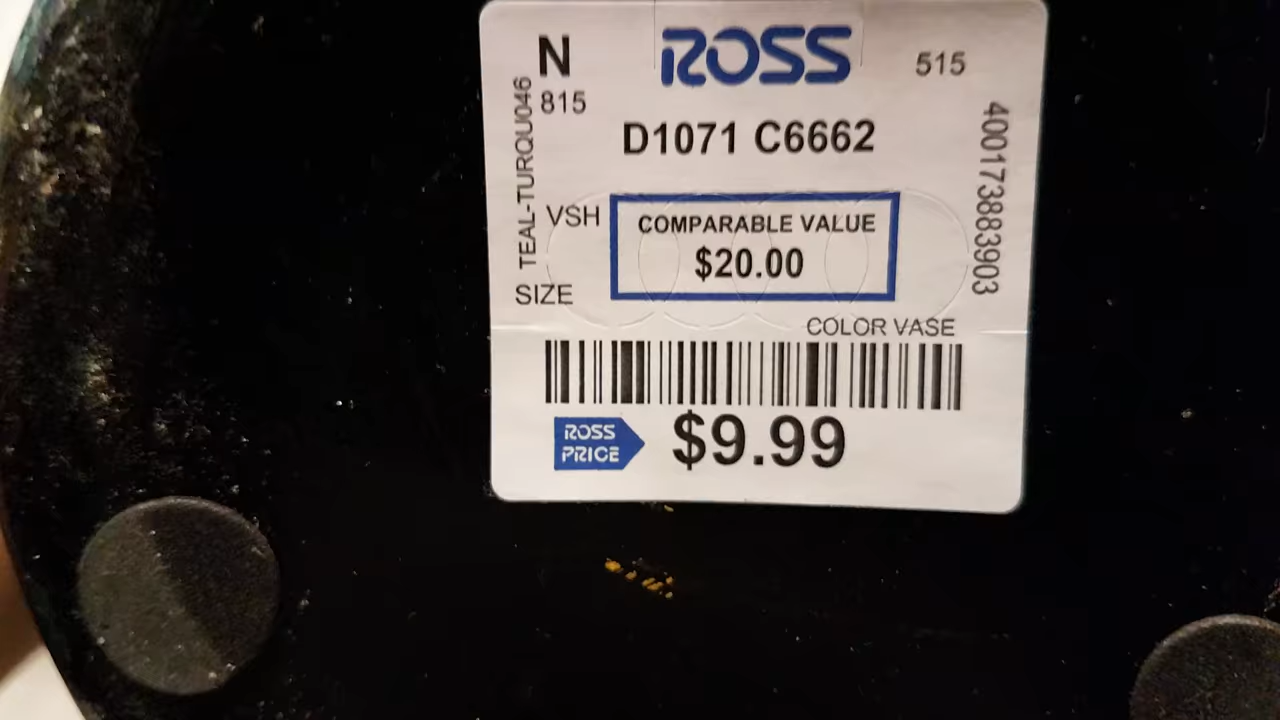 N
ROSS
515
815
D1071 C6662
TEAL-TURQU046
400173883903
VSH
COMPARABLE VALUE
$20.00
SIZE
COLOR VASE
ROSS
PRICE
$9.99